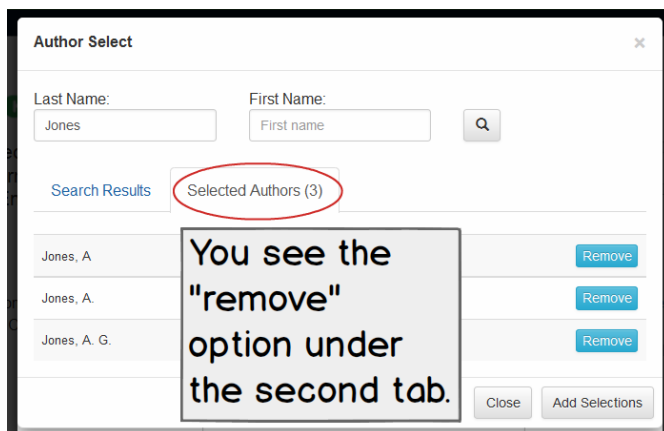 Author Select ×
Last Name: First Name:
Jones First name
Search Results Selected Authors (3)
Jones, A Remove
Jones, A. Remove
Jones, A. G. Remove
You see the
"remove"
option under
the second tab.
Close Add Selections